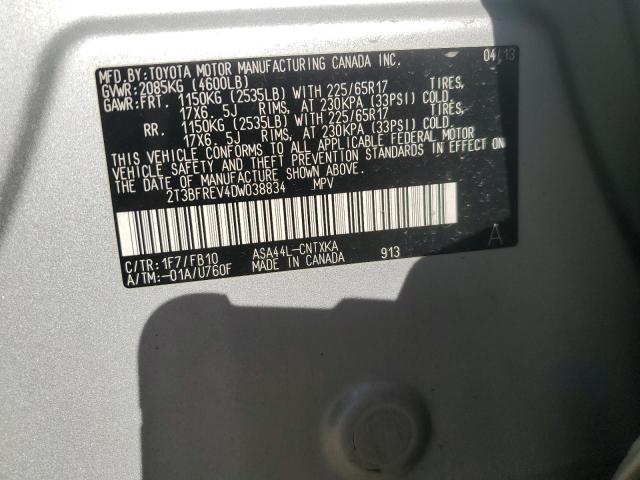 MFD.BY:TOYOTA MOTOR MANUFACTURING CANADA INC. 04/13
GVWR:2085KG (4600LB)
GAWR:FRT. 1150KG (2535LB) WITH 225/65R17 TIRES,
17X6.5J RIMS, AT 230KPA (33PSI) COLD
RR. 1150KG (2535LB) WITH 225/65R17 TIRES,
17X6.5J RIMS, AT 230KPA (33PSI) COLD
THIS VEHICLE CONFORMS TO ALL APPLICABLE FEDERAL MOTOR
VEHICLE SAFETY AND THEFT PREVENTION STANDARDS IN EFFECT ON
THE DATE OF MANUFACTURE SHOWN ABOVE.
2T3BFREV4DW038834 MPV
A
C/TR:1F7/FB10 ASA44L-CNTXKA 913
A/TM:-01A/U760F MADE IN CANADA